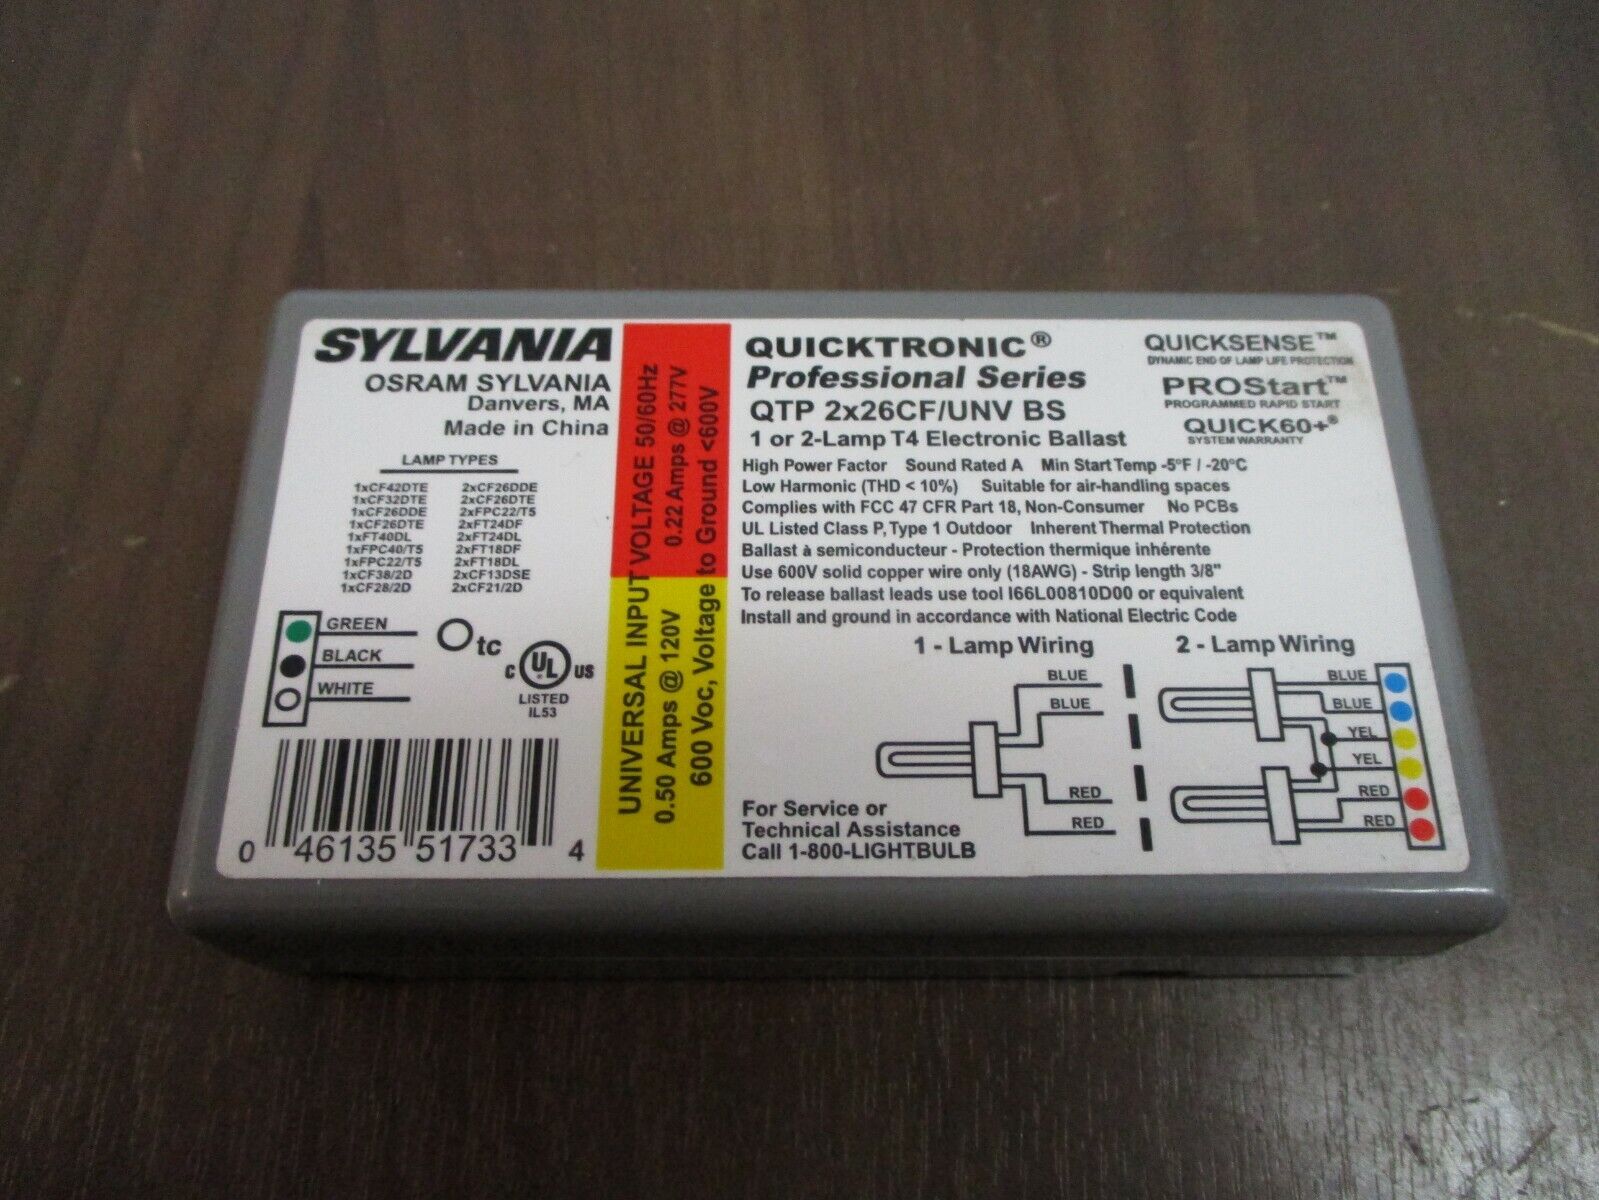 SYLVANIA
OSRAM SYLVANIA
Danvers, MA
Made in China
LAMP TYPES
1xCF42DTE 2xCF26DDE
1xCF32DTE 2xCF26DTE
1xCF26DDE 2xFPC22/T5
1xCF26DTE 2xFT24DF
1xFT40DL 2xFT24DL
1xFPC40/T5 2xFT18DF
1xFPC22/T5 2xFT18DL
1xCF38/2D 2xCF13DSE
1xCF28/2D 2xCF21/2D
GREEN
BLACK
WHITE
tc
C UL US
LISTED
IL53
0 46135 51733 4
UNIVERSAL INPUT VOLTAGE 50/60Hz
0.50 Amps @ 120V 0.22 Amps @ 277V
600 Voc, Voltage to Ground <600V
QUICKTRONIC®
Professional Series
QTP 2x26CF/UNV BS
1 or 2-Lamp T4 Electronic Ballast
QUICKSENSE™
DYNAMIC END OF LAMP LIFE PROTECTION
PROStart™
PROGRAMMED RAPID START
QUICK60+®
SYSTEM WARRANTY
High Power Factor Sound Rated A Min Start Temp -5°F / -20°C
Low Harmonic (THD < 10%) Suitable for air-handling spaces
Complies with FCC 47 CFR Part 18, Non-Consumer No PCBs
UL Listed Class P, Type 1 Outdoor Inherent Thermal Protection
Ballast à semiconducteur - Protection thermique inhérente
Use 600V solid copper wire only (18AWG) - Strip length 3/8"
To release ballast leads use tool I66L00810D00 or equivalent
Install and ground in accordance with National Electric Code
1 - Lamp Wiring
BLUE
BLUE
RED
RED
2 - Lamp Wiring
BLUE
BLUE
YEL
YEL
RED
RED
For Service or
Technical Assistance
Call 1-800-LIGHTBULB